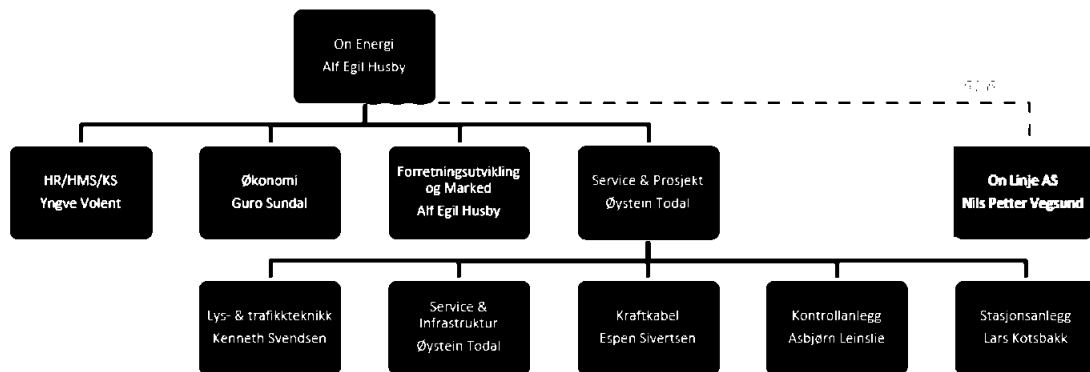 On Energi
Alf Egil Husby
HR/HMS/KS
Yngve Volent
Økonomi
Guro Sundal
Forretningsutvikling
og Marked
Alf Egil Husby
Service & Prosjekt
Øystein Todal
On Linje AS
Nils Petter Vegsund
Lys- & trafikkteknikk
Kenneth Svendsen
Service &
Infrastruktur
Øystein Todal
Kraftkabel
Espen Sivertsen
Kontrollanlegg
Asbjørn Leinslie
Stasjonsanlegg
Lars Kotsbakk